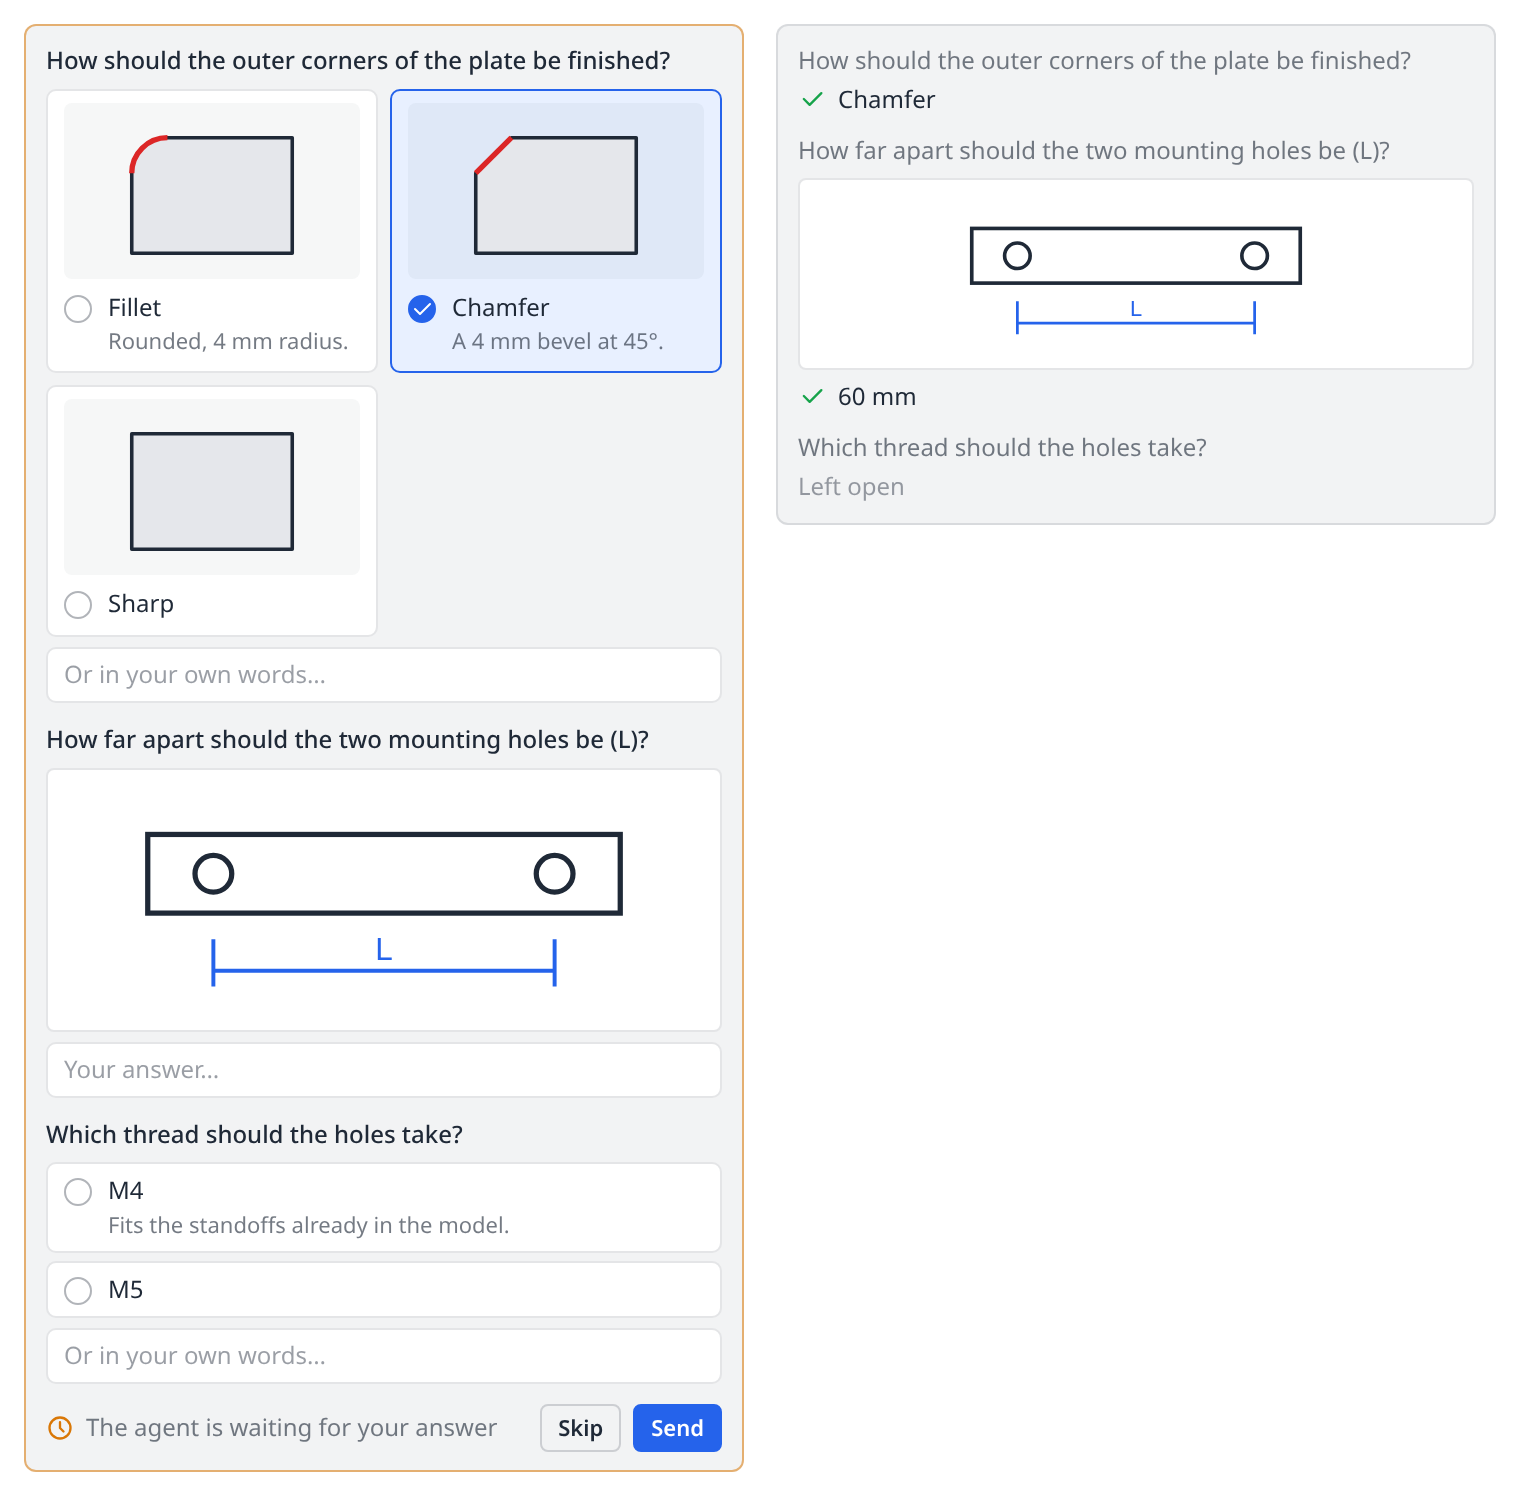 How should the outer corners of the plate be finished?
Fillet
Rounded, 4 mm radius.
Chamfer
A 4 mm bevel at 45°.
Sharp
Or in your own words...
How far apart should the two mounting holes be (L)?
L
Your answer...
Which thread should the holes take?
M4
Fits the standoffs already in the model.
M5
Or in your own words...
The agent is waiting for your answer
Skip
Send
How should the outer corners of the plate be finished?
Chamfer
How far apart should the two mounting holes be (L)?
L
60 mm
Which thread should the holes take?
Left open